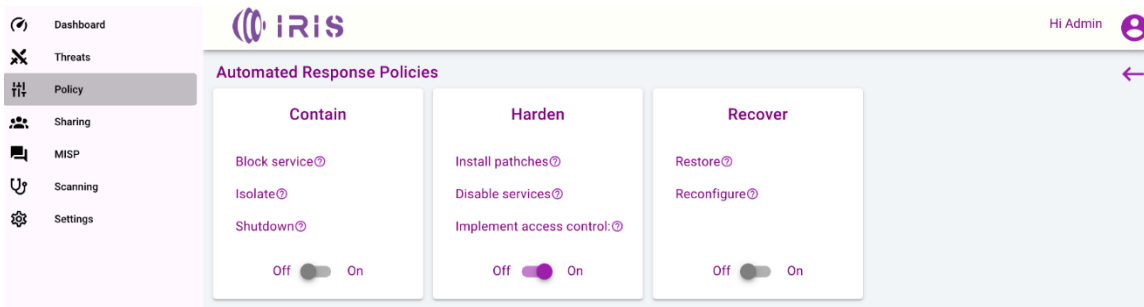 Dashboard
Threats
Policy
Sharing
MISP
Scanning
Settings
IRIS
Hi Admin
Automated Response Policies
Contain
Block service
Isolate
Shutdown
Off On
Harden
Install pathches
Disable services
Implement access control:
Off On
Recover
Restore
Reconfigure
Off On